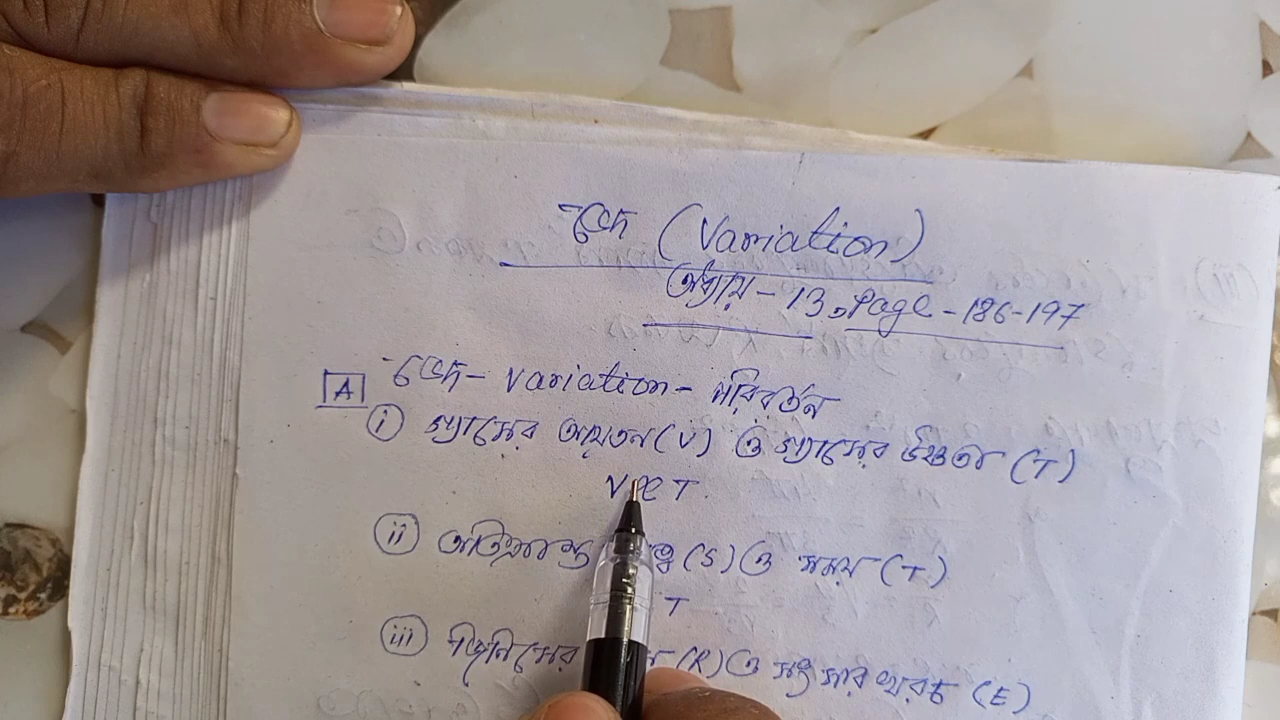 ভেদ (Variation)
অধ্যায় - 13, Page - 186-197
A ভেদ - Variation - পরিবর্তন
i গ্যাসের আয়তন (V) ও গ্যাসের উষ্ণতা (T)
V ∝ T
ii অতিক্রান্ত (S) ও সময় (T)
T
iii জিনিসের (R) ও সংসার খরচ (E)